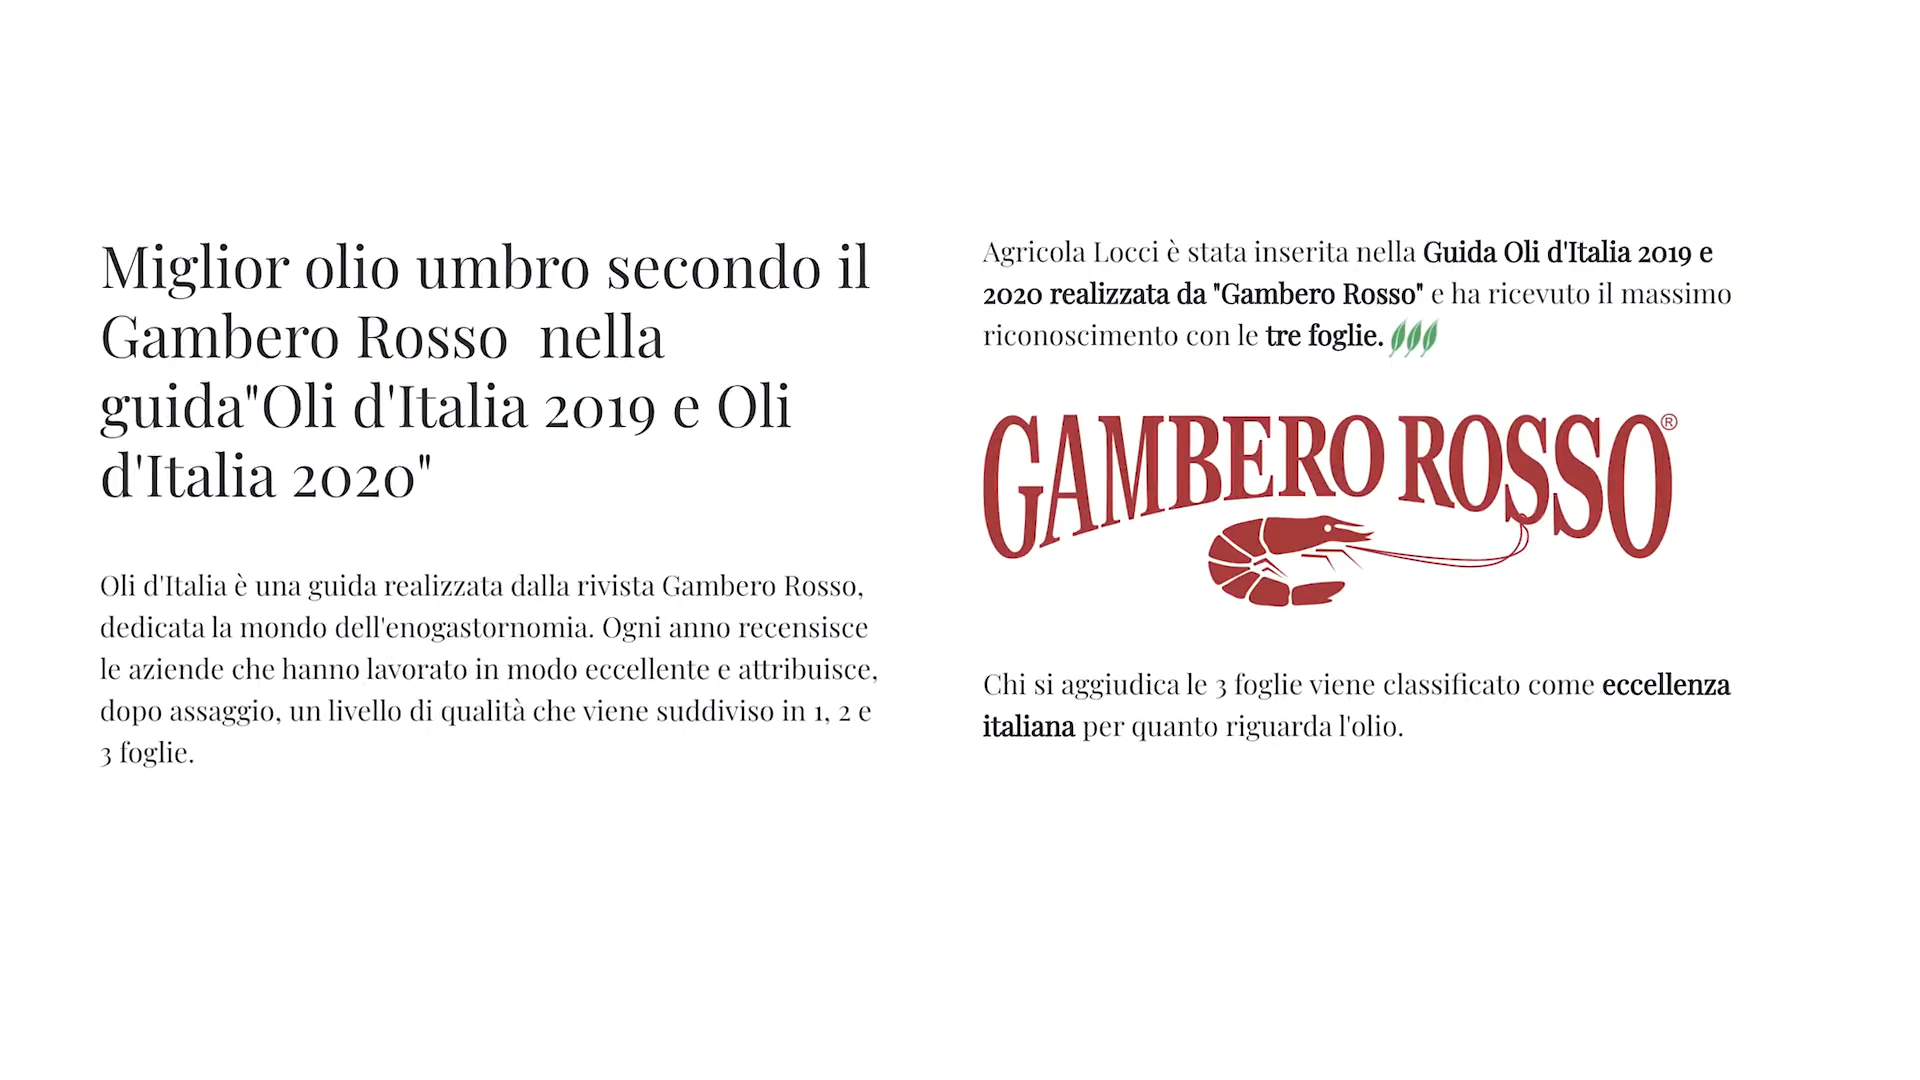 Miglior olio umbro secondo il
Gambero Rosso  nella
guida"Oli d'Italia 2019 e Oli
d'Italia 2020"
Oli d'Italia è una guida realizzata dalla rivista Gambero Rosso,
dedicata la mondo dell'enogastornomia. Ogni anno recensisce
le aziende che hanno lavorato in modo eccellente e attribuisce,
dopo assaggio, un livello di qualità che viene suddiviso in 1, 2 e
3 foglie.
Agricola Locci è stata inserita nella Guida Oli d'Italia 2019 e
2020 realizzata da "Gambero Rosso" e ha ricevuto il massimo
riconoscimento con le tre foglie.
GAMBERO ROSSO®
Chi si aggiudica le 3 foglie viene classificato come eccellenza
italiana per quanto riguarda l'olio.